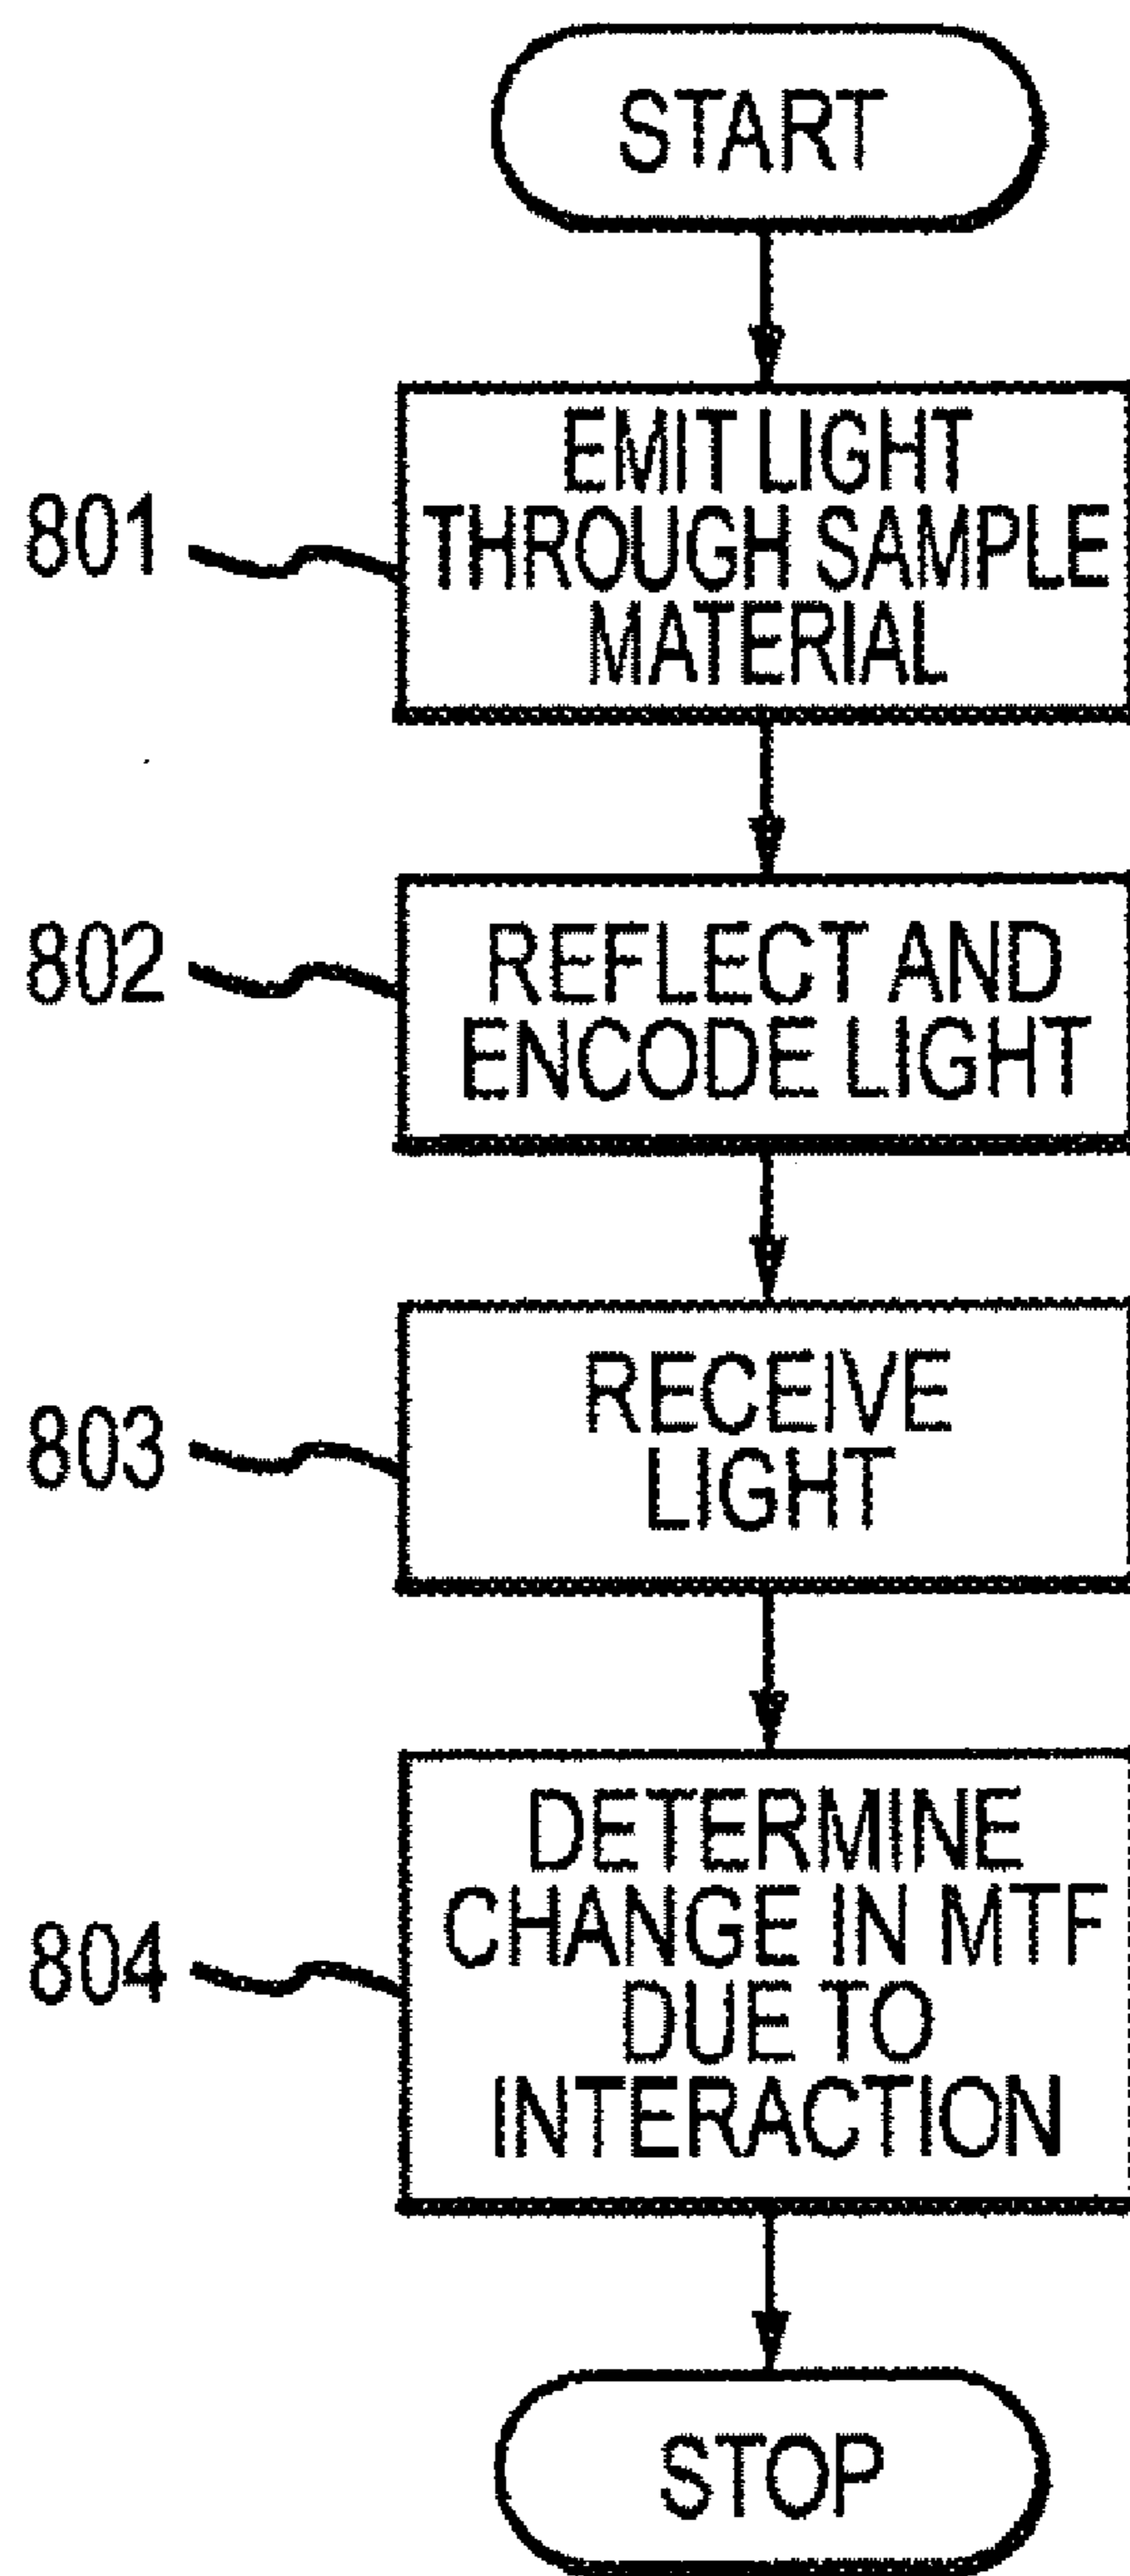 START
801
EMIT LIGHT
THROUGH SAMPLE
MATERIAL
802
REFLECT AND
ENCODE LIGHT
803
RECEIVE
LIGHT
804
DETERMINE
CHANGE IN MTF
DUE TO
INTERACTION
STOP